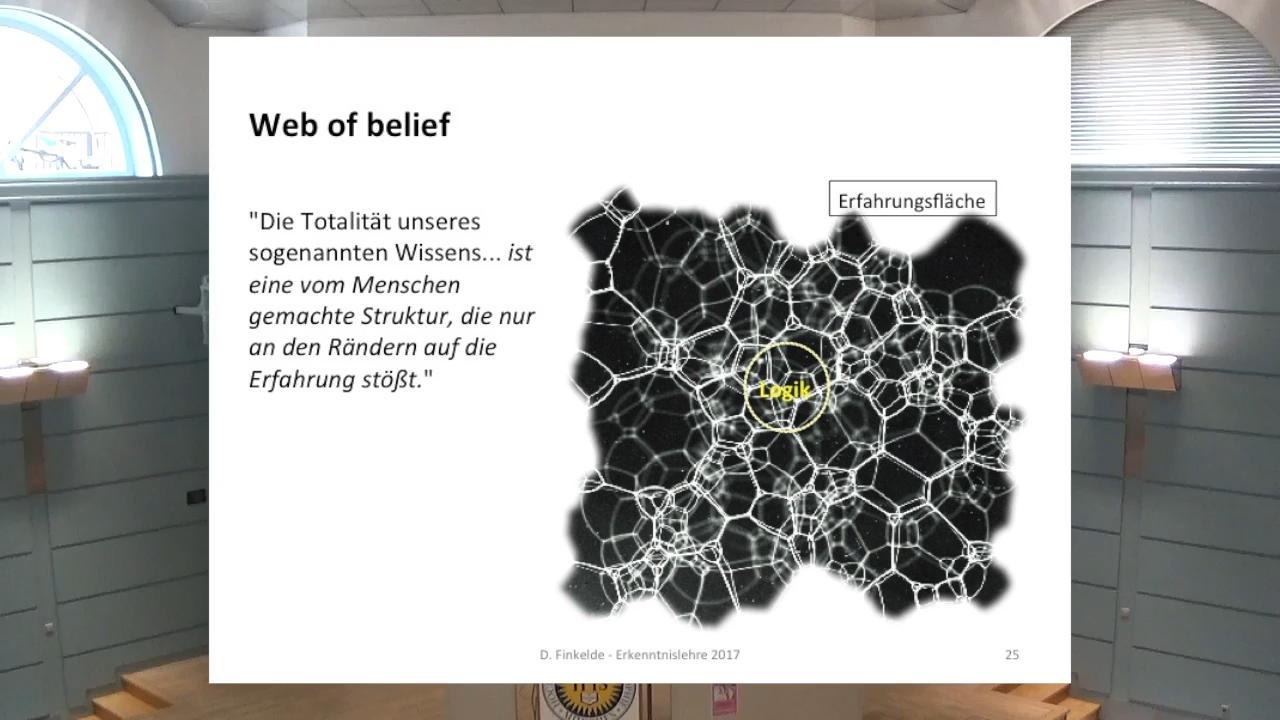 Web of belief
Erfahrungsfläche
"Die Totalität unseres
sogenannten Wissens... ist
eine vom Menschen
gemachte Struktur, die nur
an den Rändern auf die
Erfahrung stößt."
Logik
D. Finkelde - Erkenntnislehre 2017
25